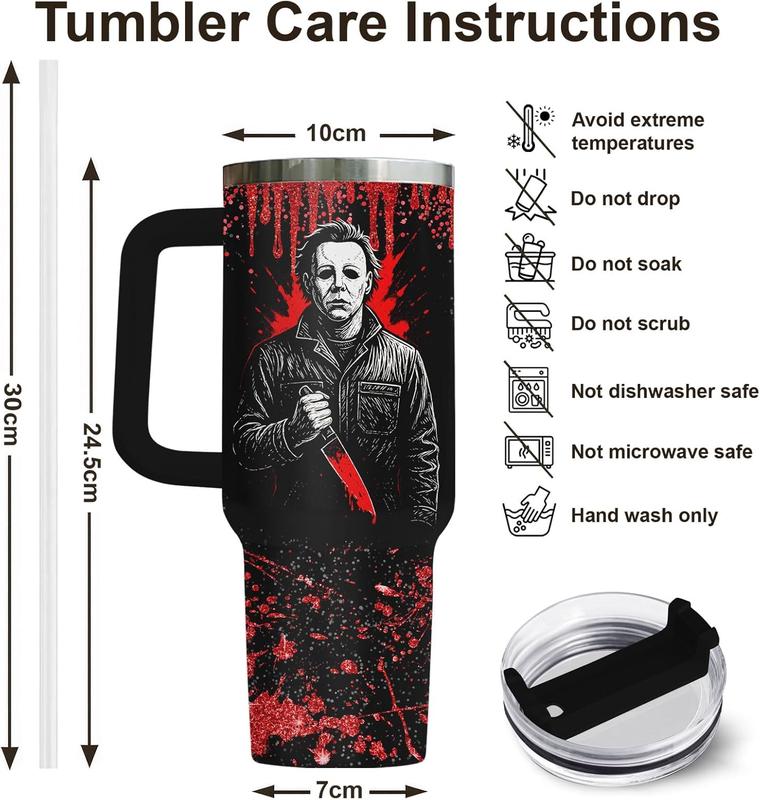 Tumbler Care Instructions
10cm
30cm
24.5cm
7cm
Avoid extreme
temperatures
Do not drop
Do not soak
Do not scrub
Not dishwasher safe
Not microwave safe
Hand wash only